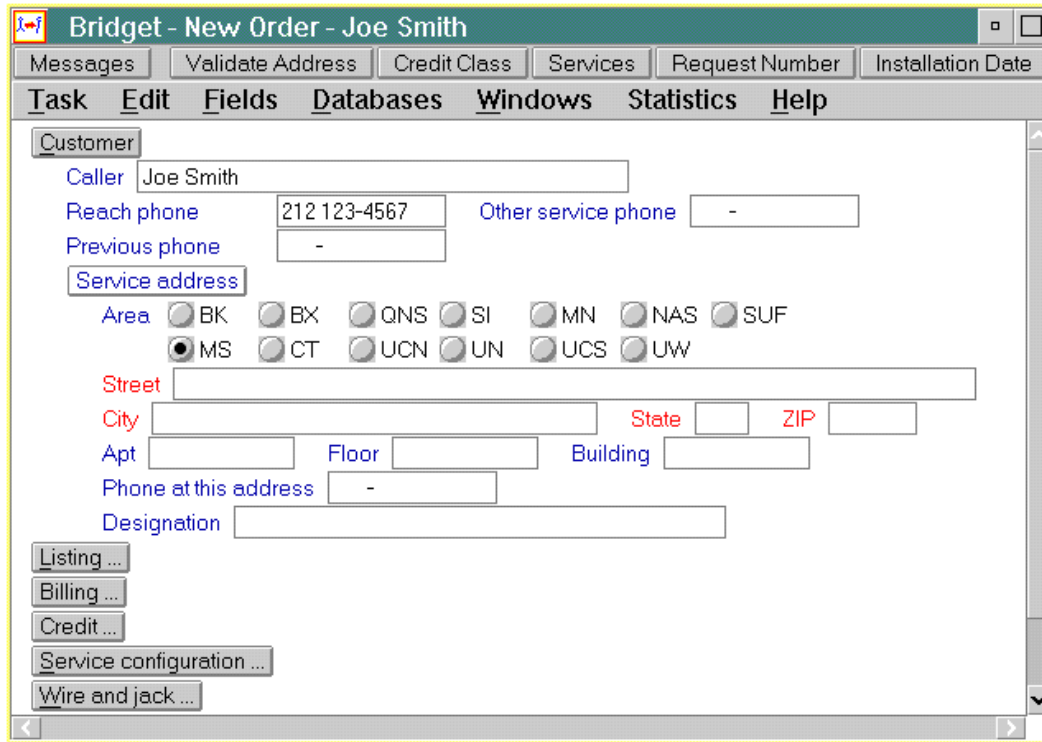 Bridget - New Order - Joe Smith
Messages Validate Address Credit Class Services Request Number Installation Date
Task Edit Fields Databases Windows Statistics Help
Customer
Caller Joe Smith
Reach phone 212 123-4567 Other service phone -
Previous phone -
Service address
Area BK BX QNS SI MN NAS SUF
MS CT UCN UN UCS UW
Street
City State ZIP
Apt Floor Building
Phone at this address -
Designation
Listing ...
Billing ...
Credit ...
Service configuration ...
Wire and jack ...